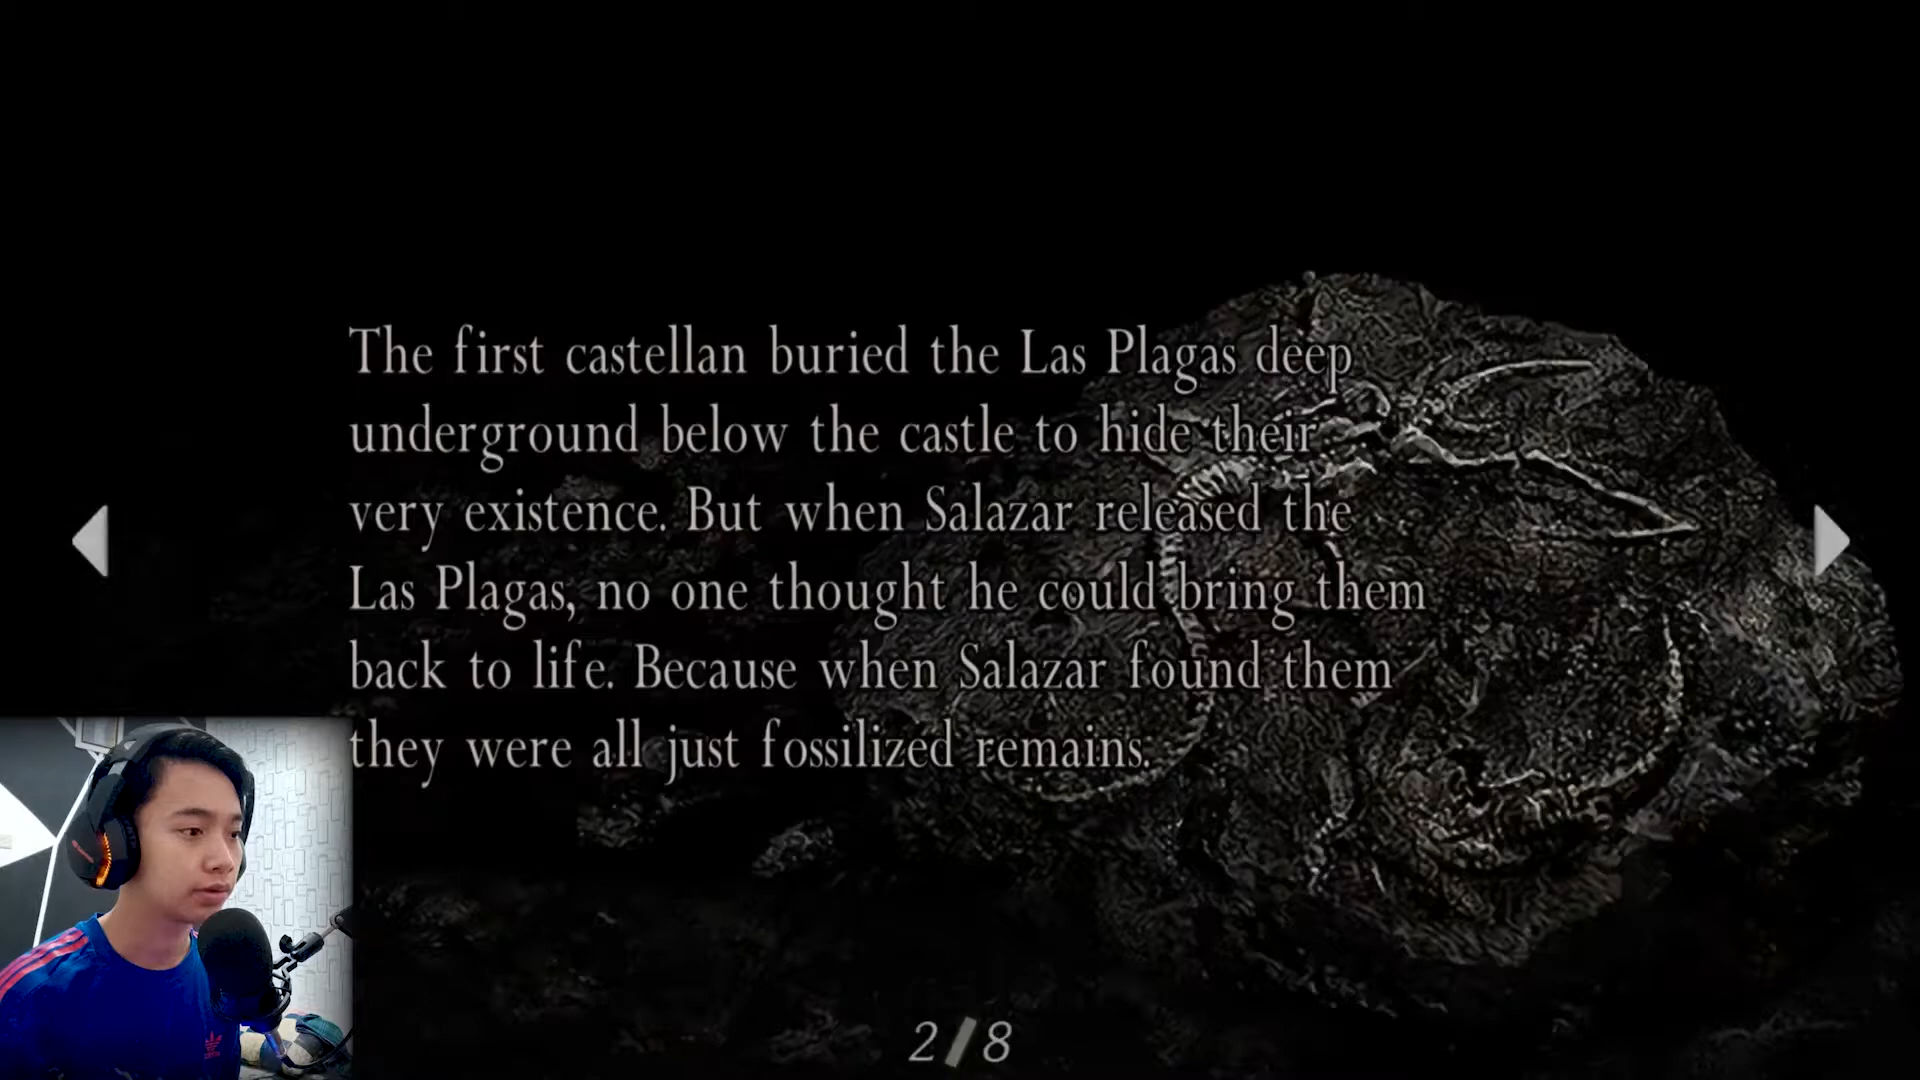 The first castellan buried the Las Plagas deep
underground below the castle to hide their
very existence. But when Salazar released the
Las Plagas, no one thought he could bring them
back to life. Because when Salazar found them
they were all just fossilized remains.
2/8